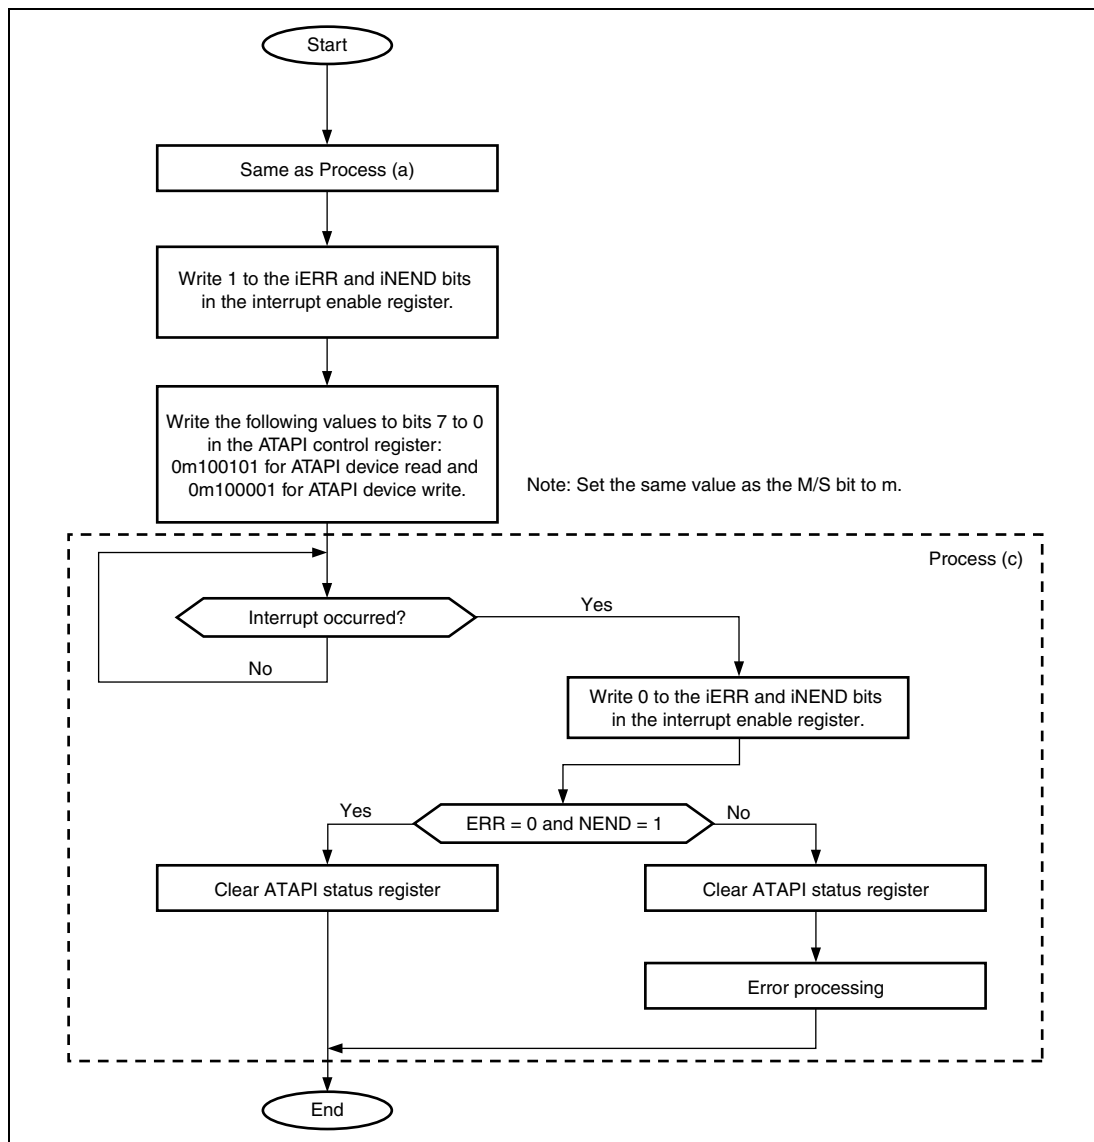 Start
Same as Process (a)
Write 1 to the iERR and iNEND bits
in the interrupt enable register.
Write the following values to bits 7 to 0
in the ATAPI control register:
0m100101 for ATAPI device read and
0m100001 for ATAPI device write.
Note: Set the same value as the M/S bit to m.
Process (c)
Interrupt occurred?
Yes
No
Write 0 to the iERR and iNEND bits
in the interrupt enable register.
Yes
ERR = 0 and NEND = 1
No
Clear ATAPI status register
Clear ATAPI status register
Error processing
End